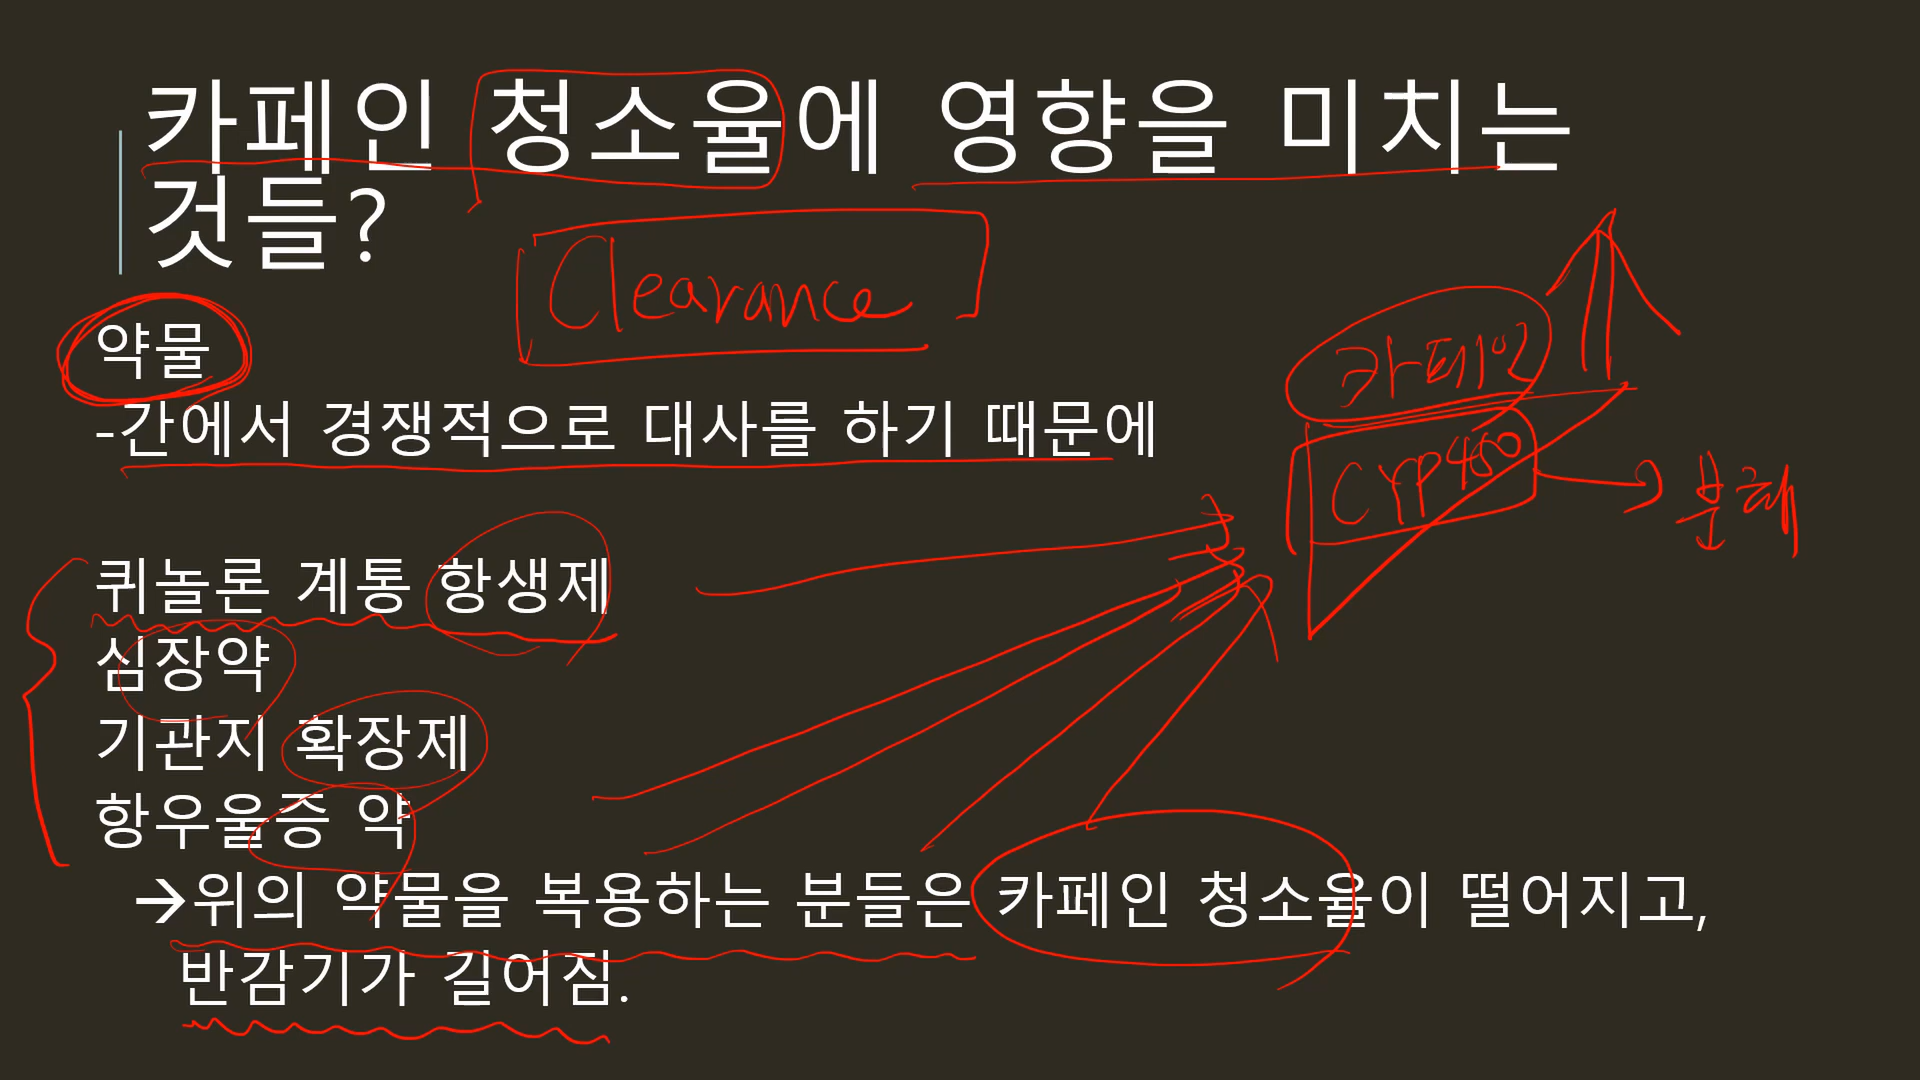 카페인 청소율에 영향을 미치는
것들?
Clearance
약물
-간에서 경쟁적으로 대사를 하기 때문에
카페인
CYP450
분해
퀴놀론 계통 항생제
심장약
기관지 확장제
항우울증 약
→위의 약물을 복용하는 분들은 카페인 청소율이 떨어지고,
반감기가 길어짐.